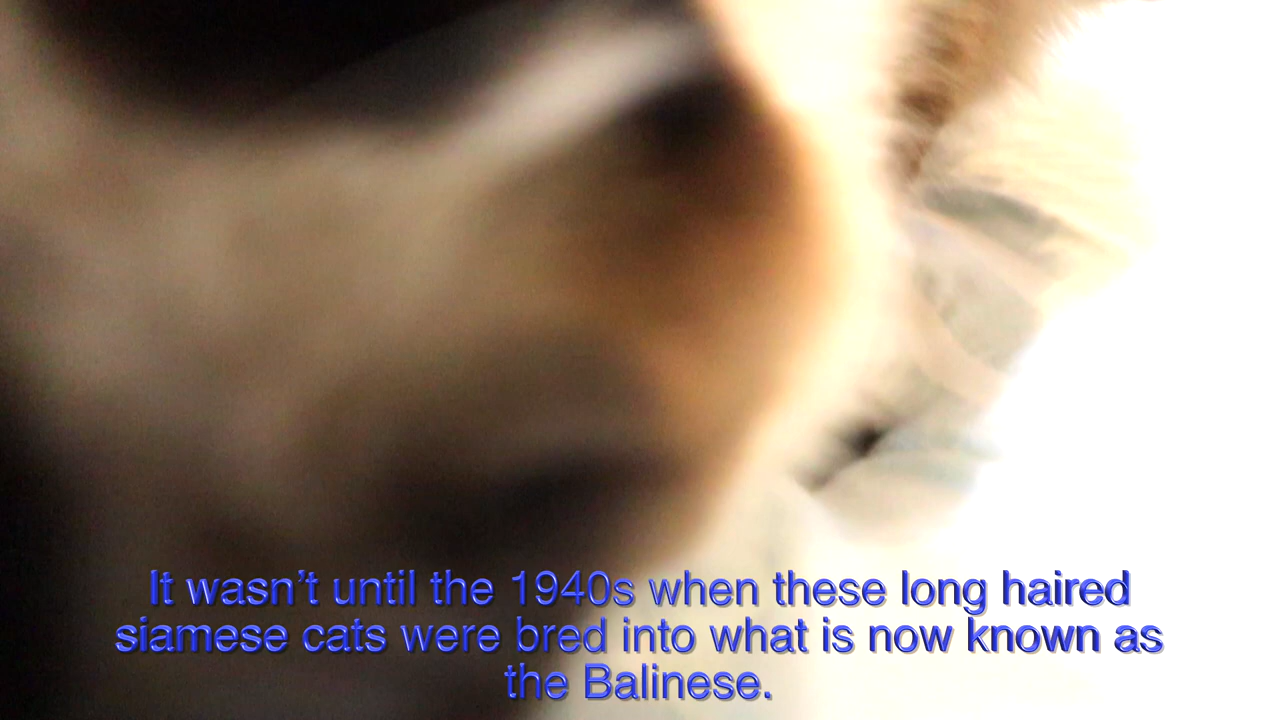 It wasn’t until the 1940s when these long haired
siamese cats were bred into what is now known as
the Balinese.